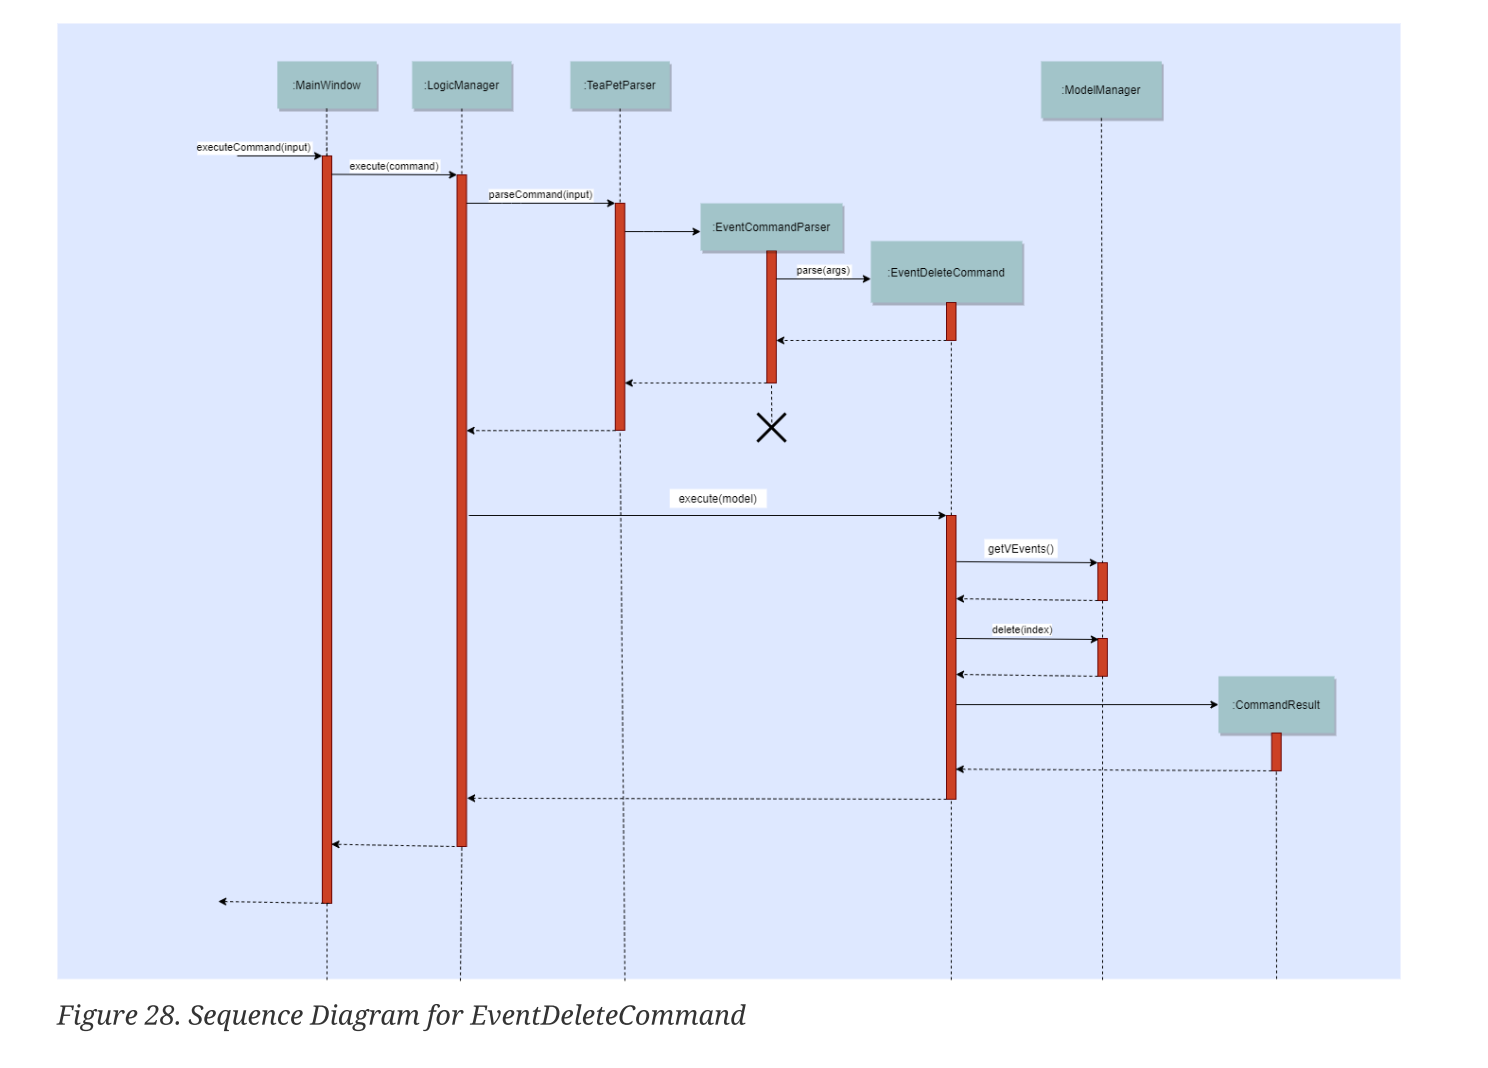 :MainWindow
:LogicManager
:TeaPetParser
:ModelManager
executeCommand(input)
execute(command)
parseCommand(input)
:EventCommandParser
parse(args)
:EventDeleteCommand
execute(model)
getVEvents()
delete(index)
:CommandResult
Figure 28. Sequence Diagram for EventDeleteCommand